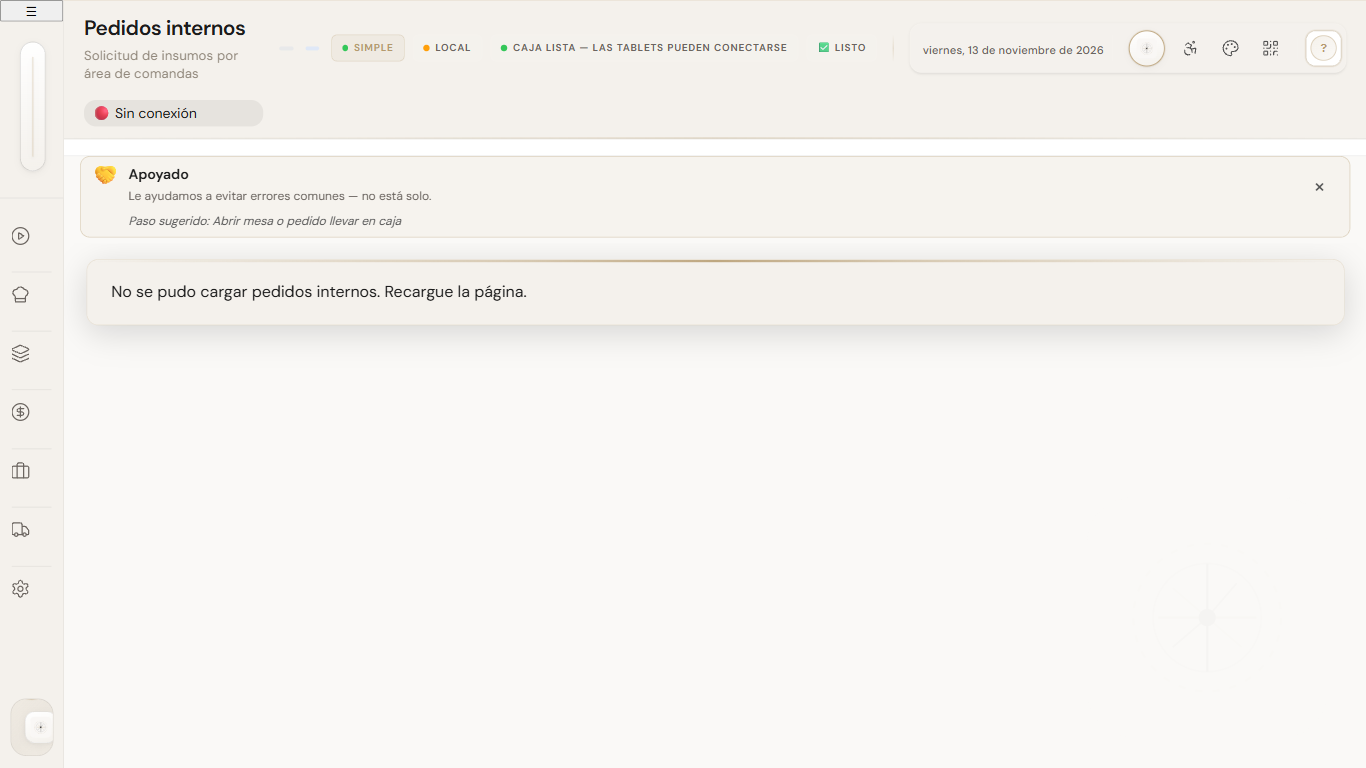 Pedidos internos
Solicitud de insumos por
área de comandas
SIMPLE
LOCAL
CAJA LISTA — LAS TABLETS PUEDEN CONECTARSE
LISTO
viernes, 13 de noviembre de 2026
?
Sin conexión
Apoyado
Le ayudamos a evitar errores comunes — no está solo.
Paso sugerido: Abrir mesa o pedido llevar en caja
No se pudo cargar pedidos internos. Recargue la página.